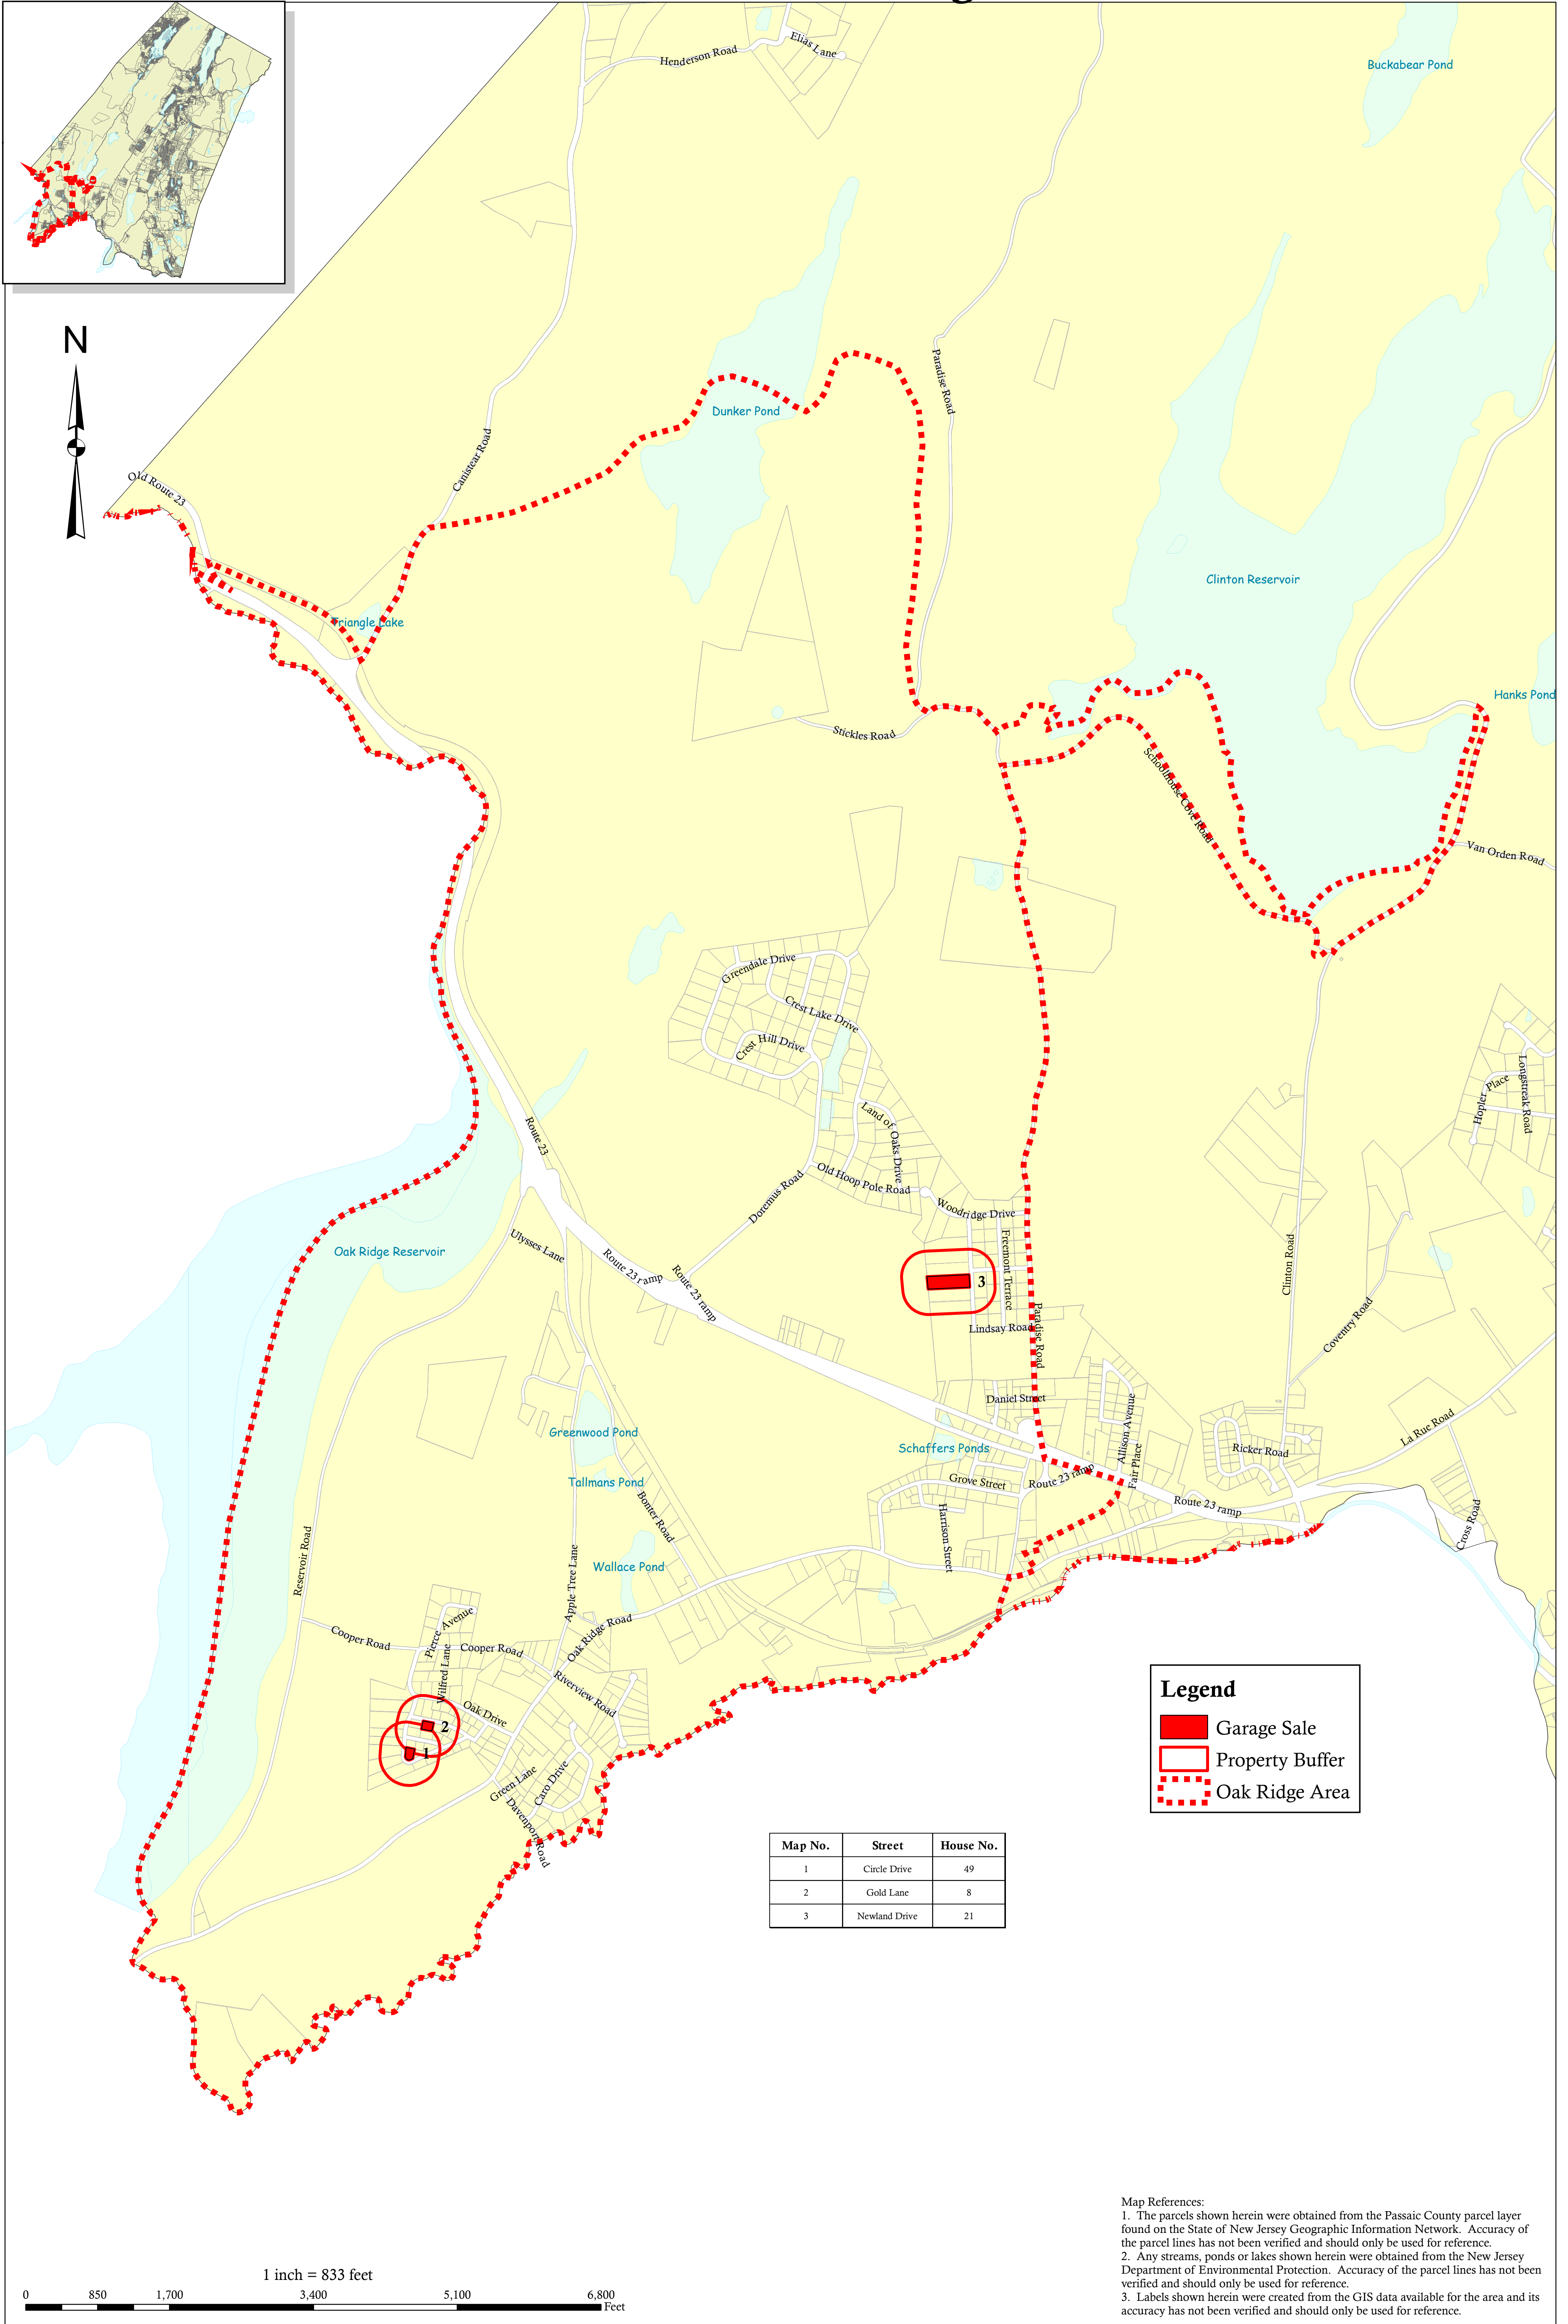 Henderson Road
Elias Lane
Buckabear Pond
N
Paradise Road
Dunker Pond
Canistear Road
Old Route 23
Clinton Reservoir
Triangle Lake
Hanks Pond
Stickles Road
Schoolhouse Cove Road
Van Orden Road
Greendale Drive
Crest Lake Drive
Crest Hill Drive
Longstreak Road
Hopler Place
Land of Oaks Drive
Route 23
Old Hoop Pole Road
Doremus Road
Woodridge Drive
Freemont Terrace
Ulysses Lane
Oak Ridge Reservoir
Route 23 ramp
Route 23 ramp
Clinton Road
3
Coventry Road
Lindsay Road
Paradise Road
Daniel Street
Allison Avenue
La Rue Road
Greenwood Pond
Schaffers Ponds
Ricker Road
Fair Place
Tallmans Pond
Grove Street
Route 23 ramp
Route 23 ramp
Bonter Road
Harrison Street
Cross Road
Reservoir Road
Wallace Pond
Apple Tree Lane
Pierce Avenue
Oak Ridge Road
Cooper Road
Cooper Road
Wilfred Lane
Riverview Road
Oak Drive
2
1
Green Lane
Caro Drive
Davenport Road
Legend
Garage Sale
Property Buffer
Oak Ridge Area
Map No. Street House No.
1 Circle Drive 49
2 Gold Lane 8
3 Newland Drive 21
Map References:
1. The parcels shown herein were obtained from the Passaic County parcel layer
found on the State of New Jersey Geographic Information Network. Accuracy of
the parcel lines has not been verified and should only be used for reference.
2. Any streams, ponds or lakes shown herein were obtained from the New Jersey
Department of Environmental Protection. Accuracy of the parcel lines has not been
verified and should only be used for reference.
3. Labels shown herein were created from the GIS data available for the area and its
accuracy has not been verified and should only be used for reference.
1 inch = 833 feet
0 850 1,700 3,400 5,100 6,800
Feet